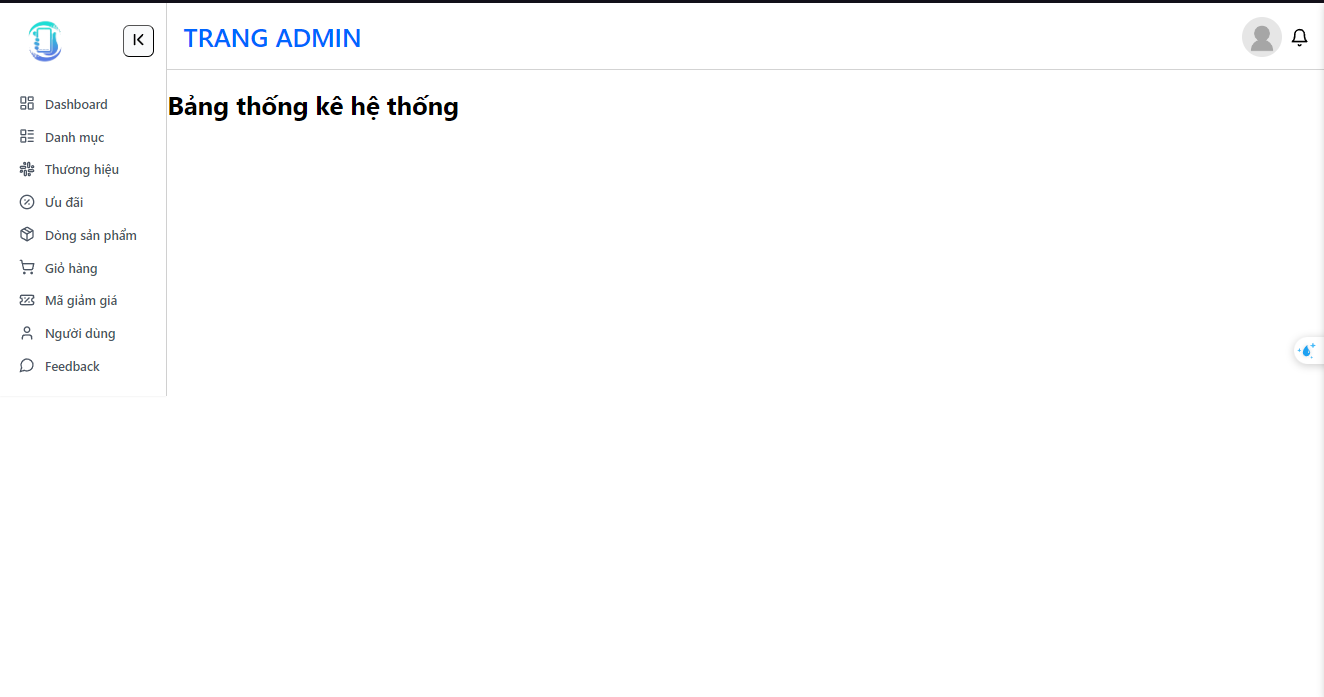 TRANG ADMIN
Dashboard
Danh mục
Thương hiệu
Ưu đãi
Dòng sản phẩm
Giỏ hàng
Mã giảm giá
Người dùng
Feedback
Bảng thống kê hệ thống